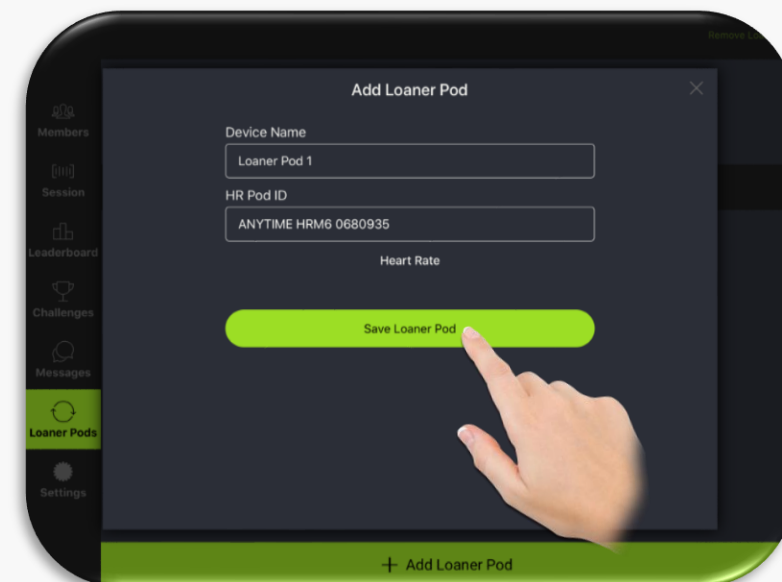 Remove
Add Loaner Pod
Members
Device Name
Loaner Pod 1
Session
HR Pod ID
ANYTIME HRM6 0680935
Leaderboard
Heart Rate
Challenges
Save Loaner Pod
Messages
Loaner Pods
Settings
+ Add Loaner Pod